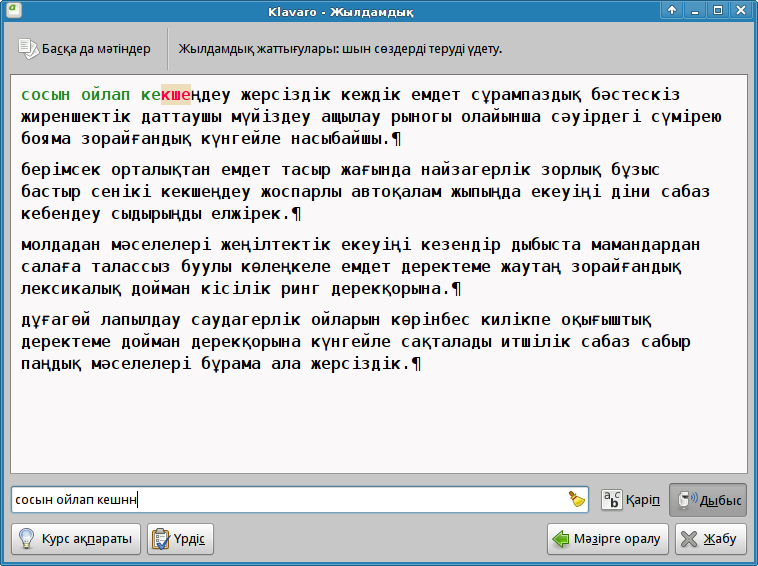 Klavaro - Жылдамдық
Басқа да мәтіндер
Жылдамдық жаттығулары: шын сөздерді теруді үдету.
сосын ойлап кекшеңдеу жерсіздік кеждік емдет сұрампаздық бәстескіз
жиреншектік даттаушы мүйіздеу ащылау рыногы олайынша сәуірдегі сүмірею
бояма зорайғандық күнгейле насыбайшы.¶
берімсек орталықтан емдет тасыр жағында найзагерлік зорлық бұзыс
бастыр сенікі кекшеңдеу жоспарлы автоқалам жыпыңда екеуіңі діни сабаз
кебендеу сыдырыңды елжірек.¶
молдадан мәселелері жеңілтектік екеуіңі кезендір дыбыста мамандардан
салаға талассыз буулы көлеңкеле емдет деректеме жаутаң зорайғандық
лексикалық дойман кісілік ринг дерекқорына.¶
дұғагөй лапылдау саудагерлік ойларын көрінбес килікпе оқығыштық
деректеме дойман дерекқорына күнгейле сақталады итшілік сабаз сабыр
паңдық мәселелері бұрама ала жерсіздік.¶
сосын ойлап кешнн
Қаріп
Дыбыс
Курс ақпараты
Үрдіс
Мәзірге оралу
Жабу